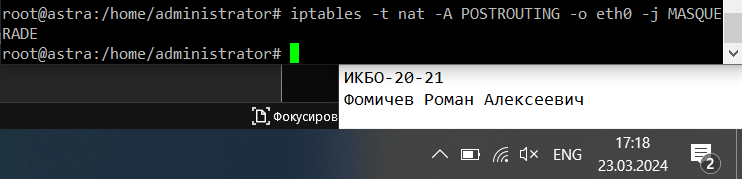 root@astra:/home/administrator# iptables -t nat -A POSTROUTING -o eth0 -j MASQUE
RADE
root@astra:/home/administrator#
ИКБО-20-21
Фомичев Роман Алексеевич
Фокусиров
ENG
17:18
23.03.2024
2